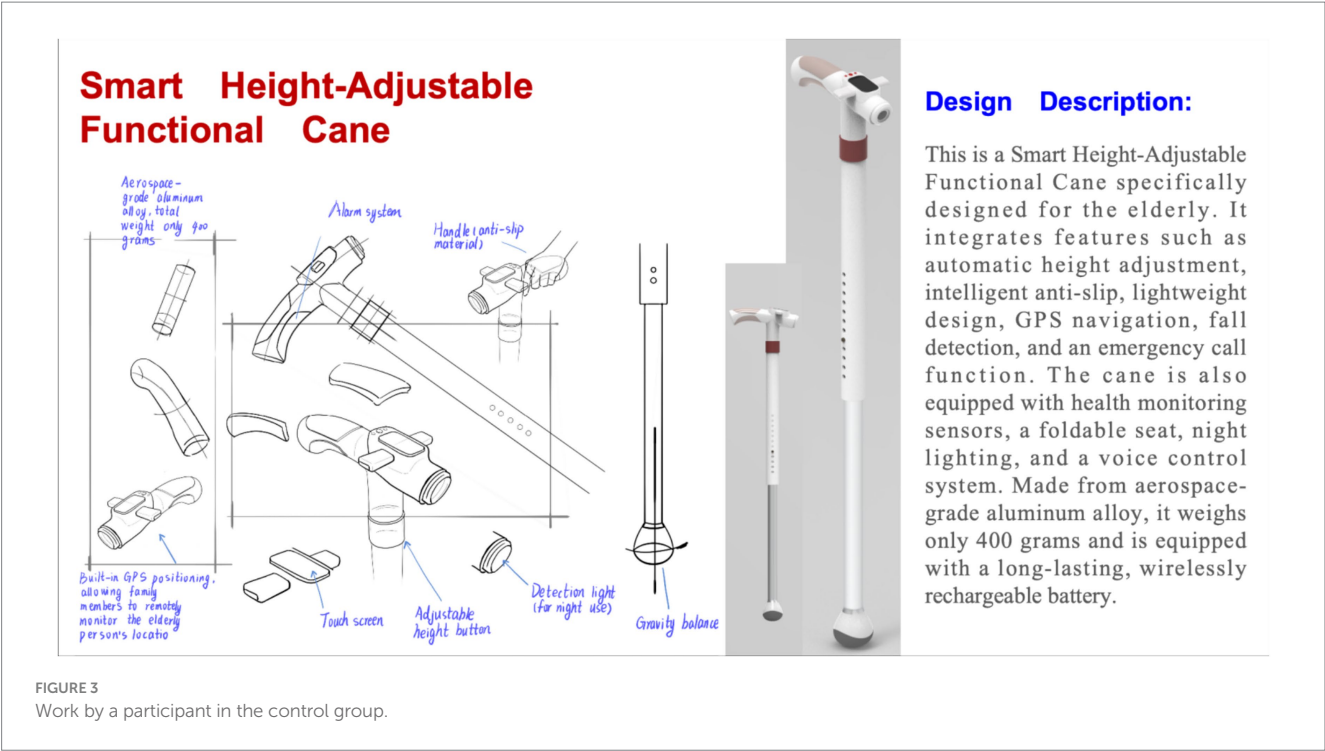 Smart Height-Adjustable
Functional Cane
Aerospace-
grade aluminum
alloy, total
weight only 400
grams
Alarm system
Handle (anti-slip
material)
Built-in GPS positioning,
allowing family
members to remotely
monitor the elderly
person's locatio
Touch screen
Adjustable
height button
Detection light
(for night use)
Gravity balance
Design Description:
This is a Smart Height-Adjustable
Functional Cane specifically
designed for the elderly. It
integrates features such as
automatic height adjustment,
intelligent anti-slip, lightweight
design, GPS navigation, fall
detection, and an emergency call
function. The cane is also
equipped with health monitoring
sensors, a foldable seat, night
lighting, and a voice control
system. Made from aerospace-
grade aluminum alloy, it weighs
only 400 grams and is equipped
with a long-lasting, wirelessly
rechargeable battery.
FIGURE 3
Work by a participant in the control group.